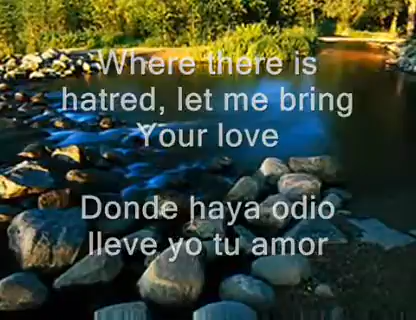 Where there is
hatred, let me bring
Your love
Donde haya odio
lleve yo tu amor